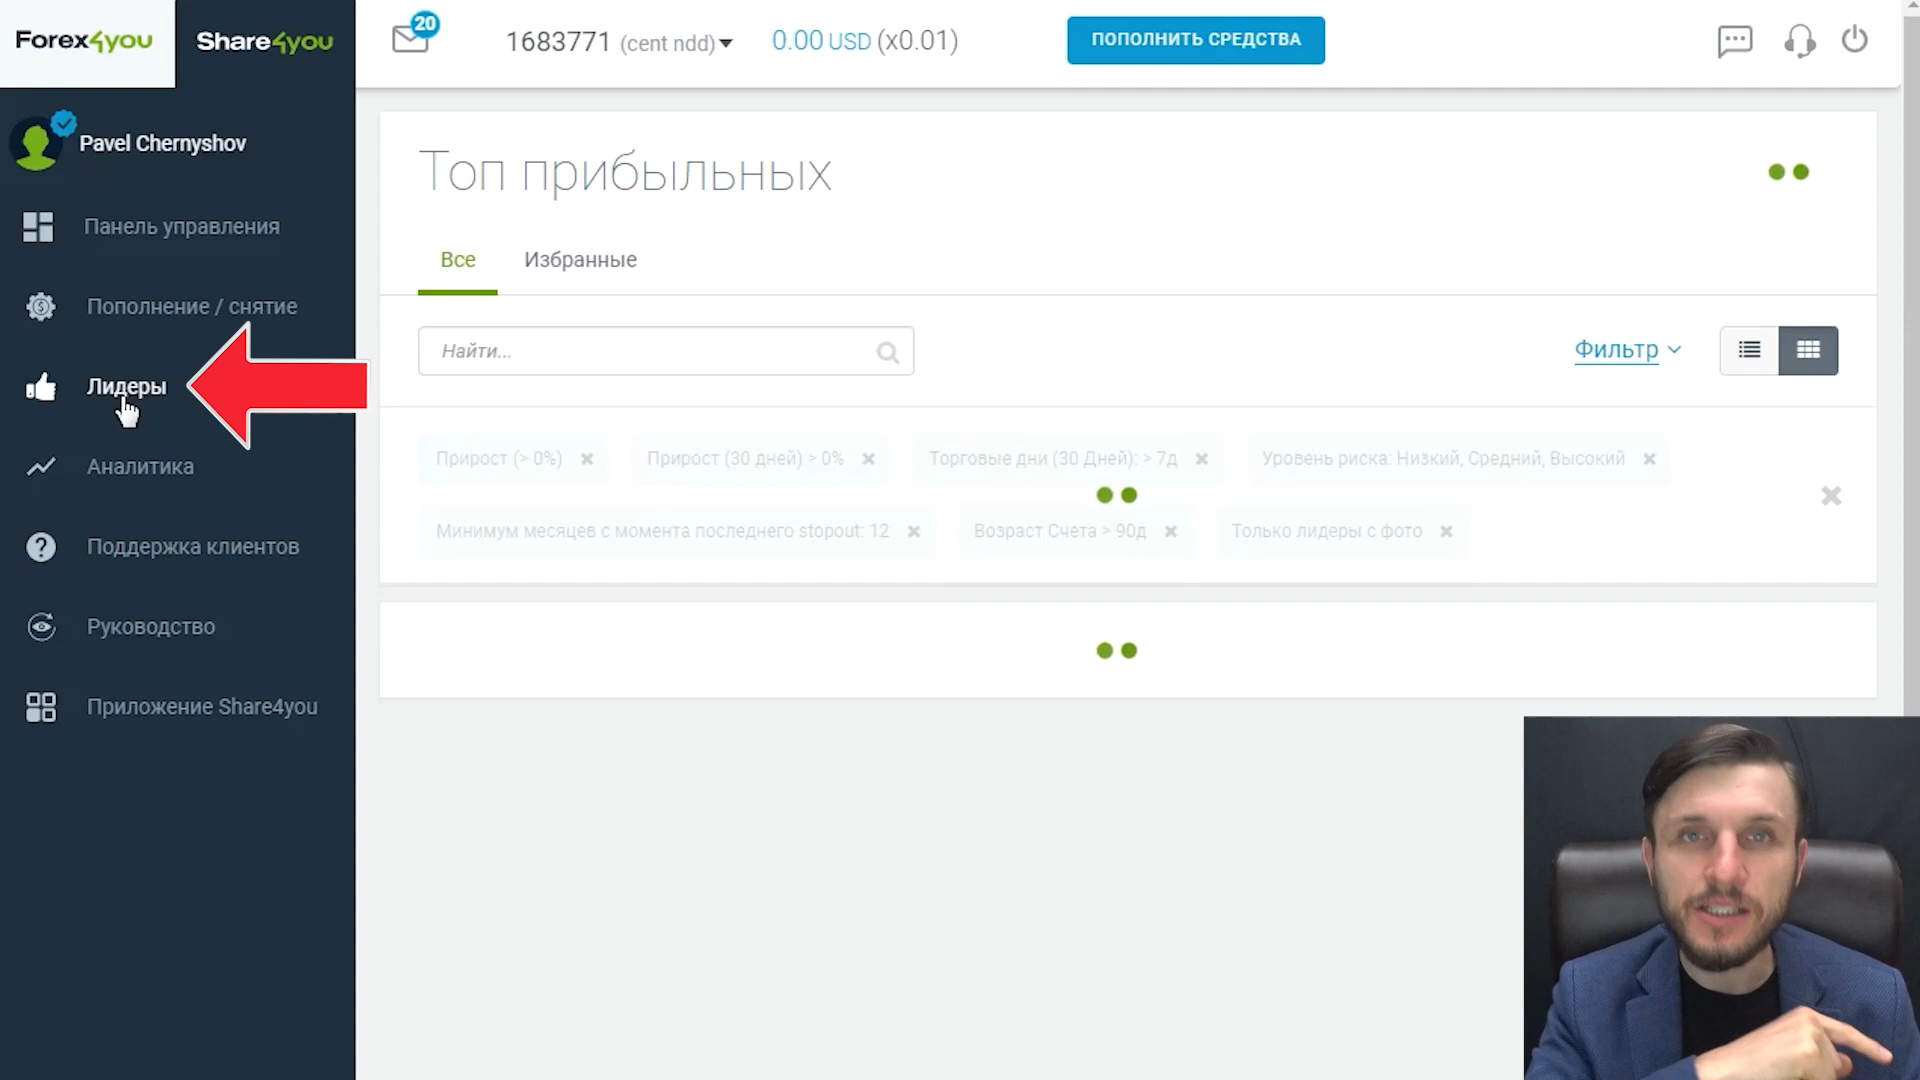 Forex4you
Share4you
20
1683771 (cent ndd)
0.00 USD (x0.01)
ПОПОЛНИТЬ СРЕДСТВА
Pavel Chernyshov
Панель управления
Пополнение / снятие
Лидеры
Аналитика
Поддержка клиентов
Руководство
Приложение Share4you
Топ прибыльных
Все
Избранные
Найти...
Фильтр
Прирост (> 0%)
Прирост (30 дней) > 0%
Торговые дни (30 Дней): > 7д
Уровень риска: Низкий, Средний, Высокий
Минимум месяцев с момента последнего stopout: 12
Возраст Счета > 90д
Только лидеры с фото